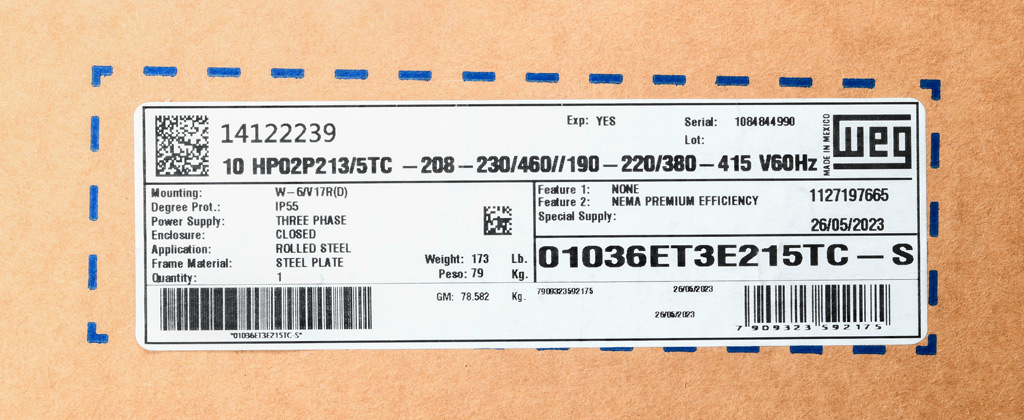 14122239
Exp: YES
Serial: 1084844990
Lot:
10 HP02P213/5TC -208-230/460//190-220/380-415 V60Hz
MADE IN MEXICO
WEG
Mounting: W-6/V17R(D)
Degree Prot.: IP55
Power Supply: THREE PHASE
Enclosure: CLOSED
Application: ROLLED STEEL
Frame Material: STEEL PLATE
Quantity: 1
Weight: 173 Lb.
Peso: 79 Kg.
Feature 1: NONE
Feature 2: NEMA PREMIUM EFFICIENCY
Special Supply:
1127197665
26/05/2023
01036ET3E215TC-S
*01036ET3E215TC-S*
GM: 78.582 Kg.
7909323592175
26/05/2023
26/05/2023
7 909323 592175